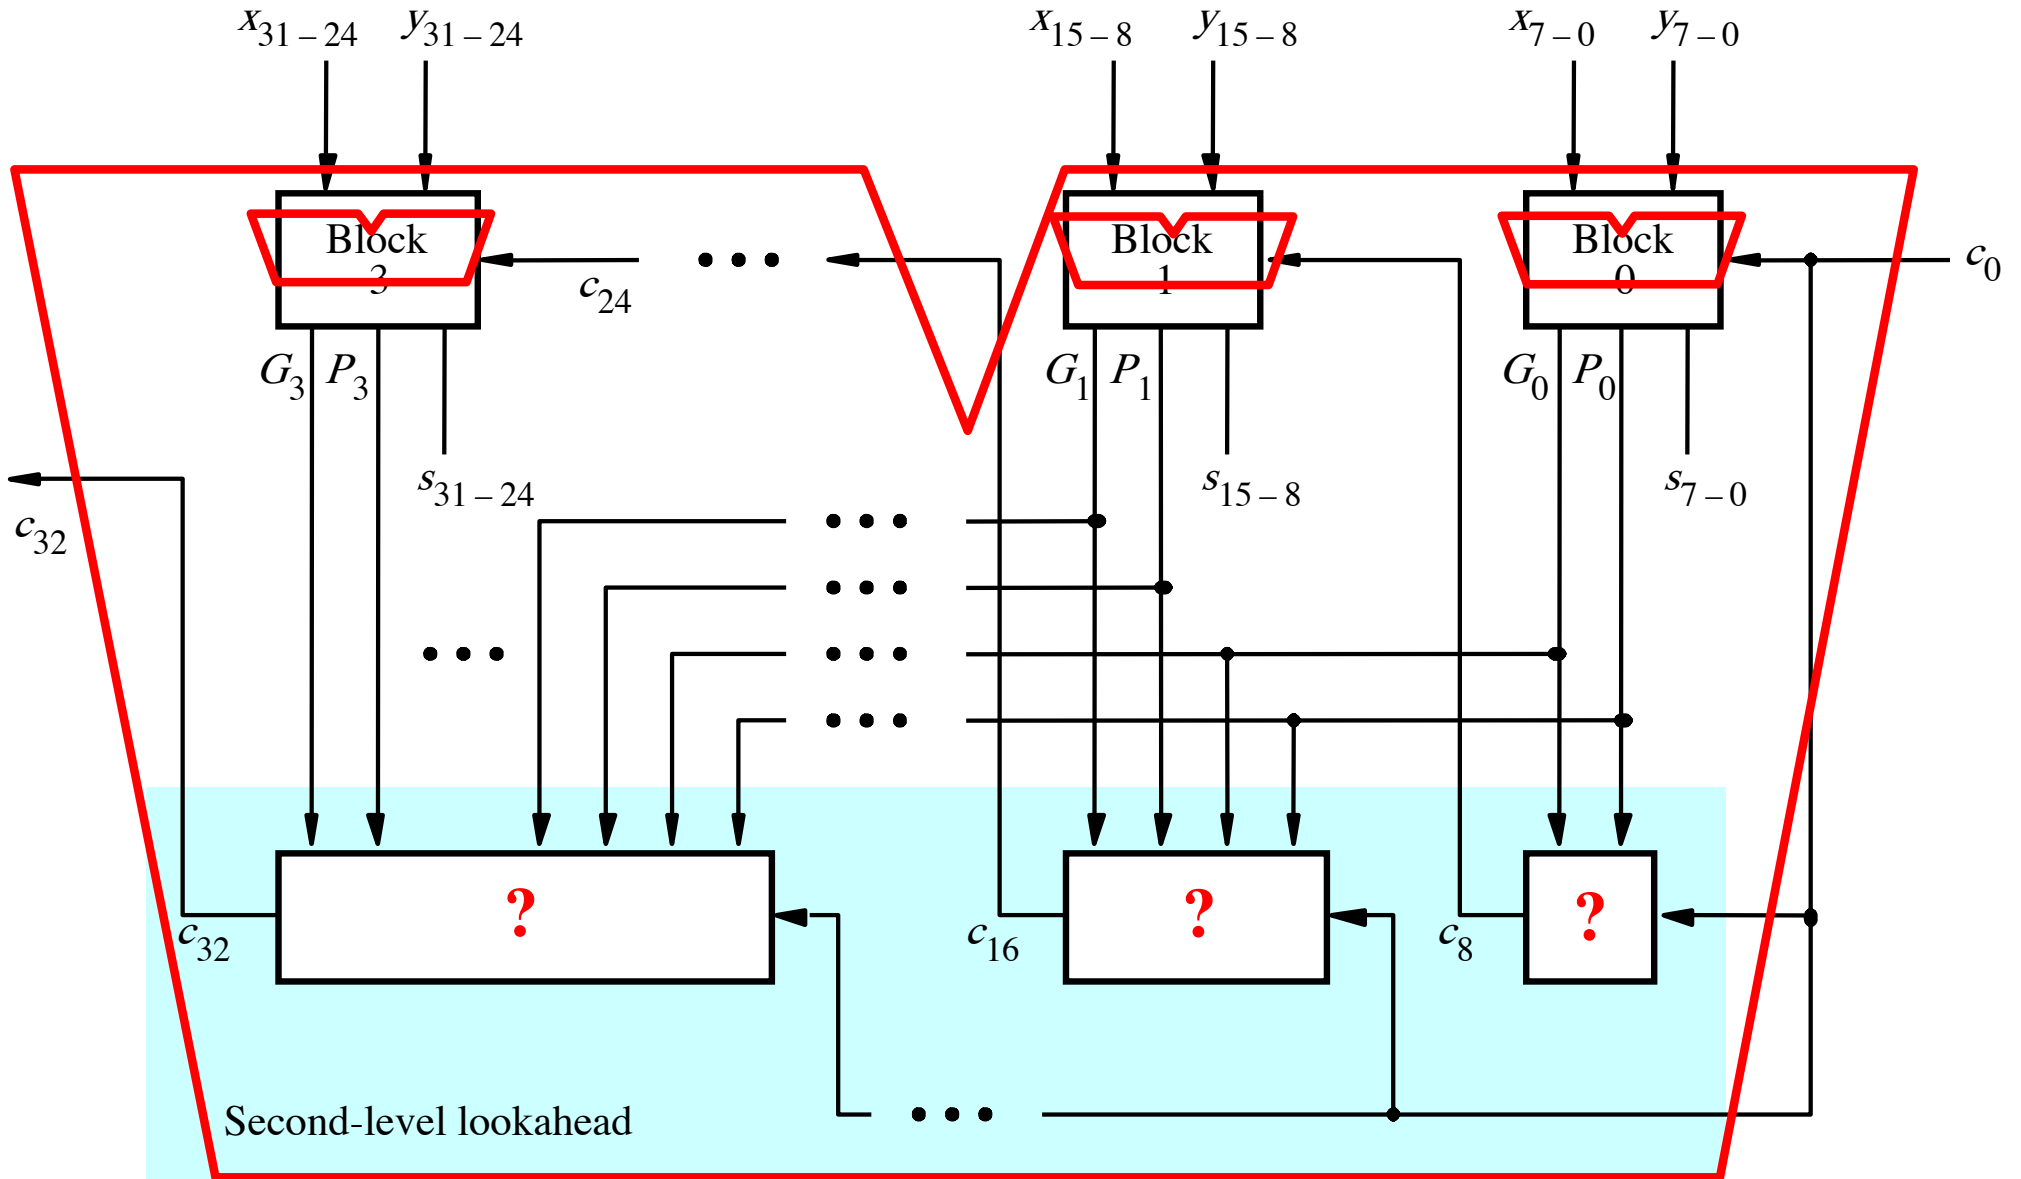 x31 – 24 y31 – 24 x15 – 8 y15 – 8 x7 – 0 y7 – 0
Block
3
Block
1
Block
0
c24
c0
G3 P3 G1 P1 G0 P0
s31 – 24 s15 – 8 s7 – 0
c32
? ? ?
c32 c16 c8
Second-level lookahead